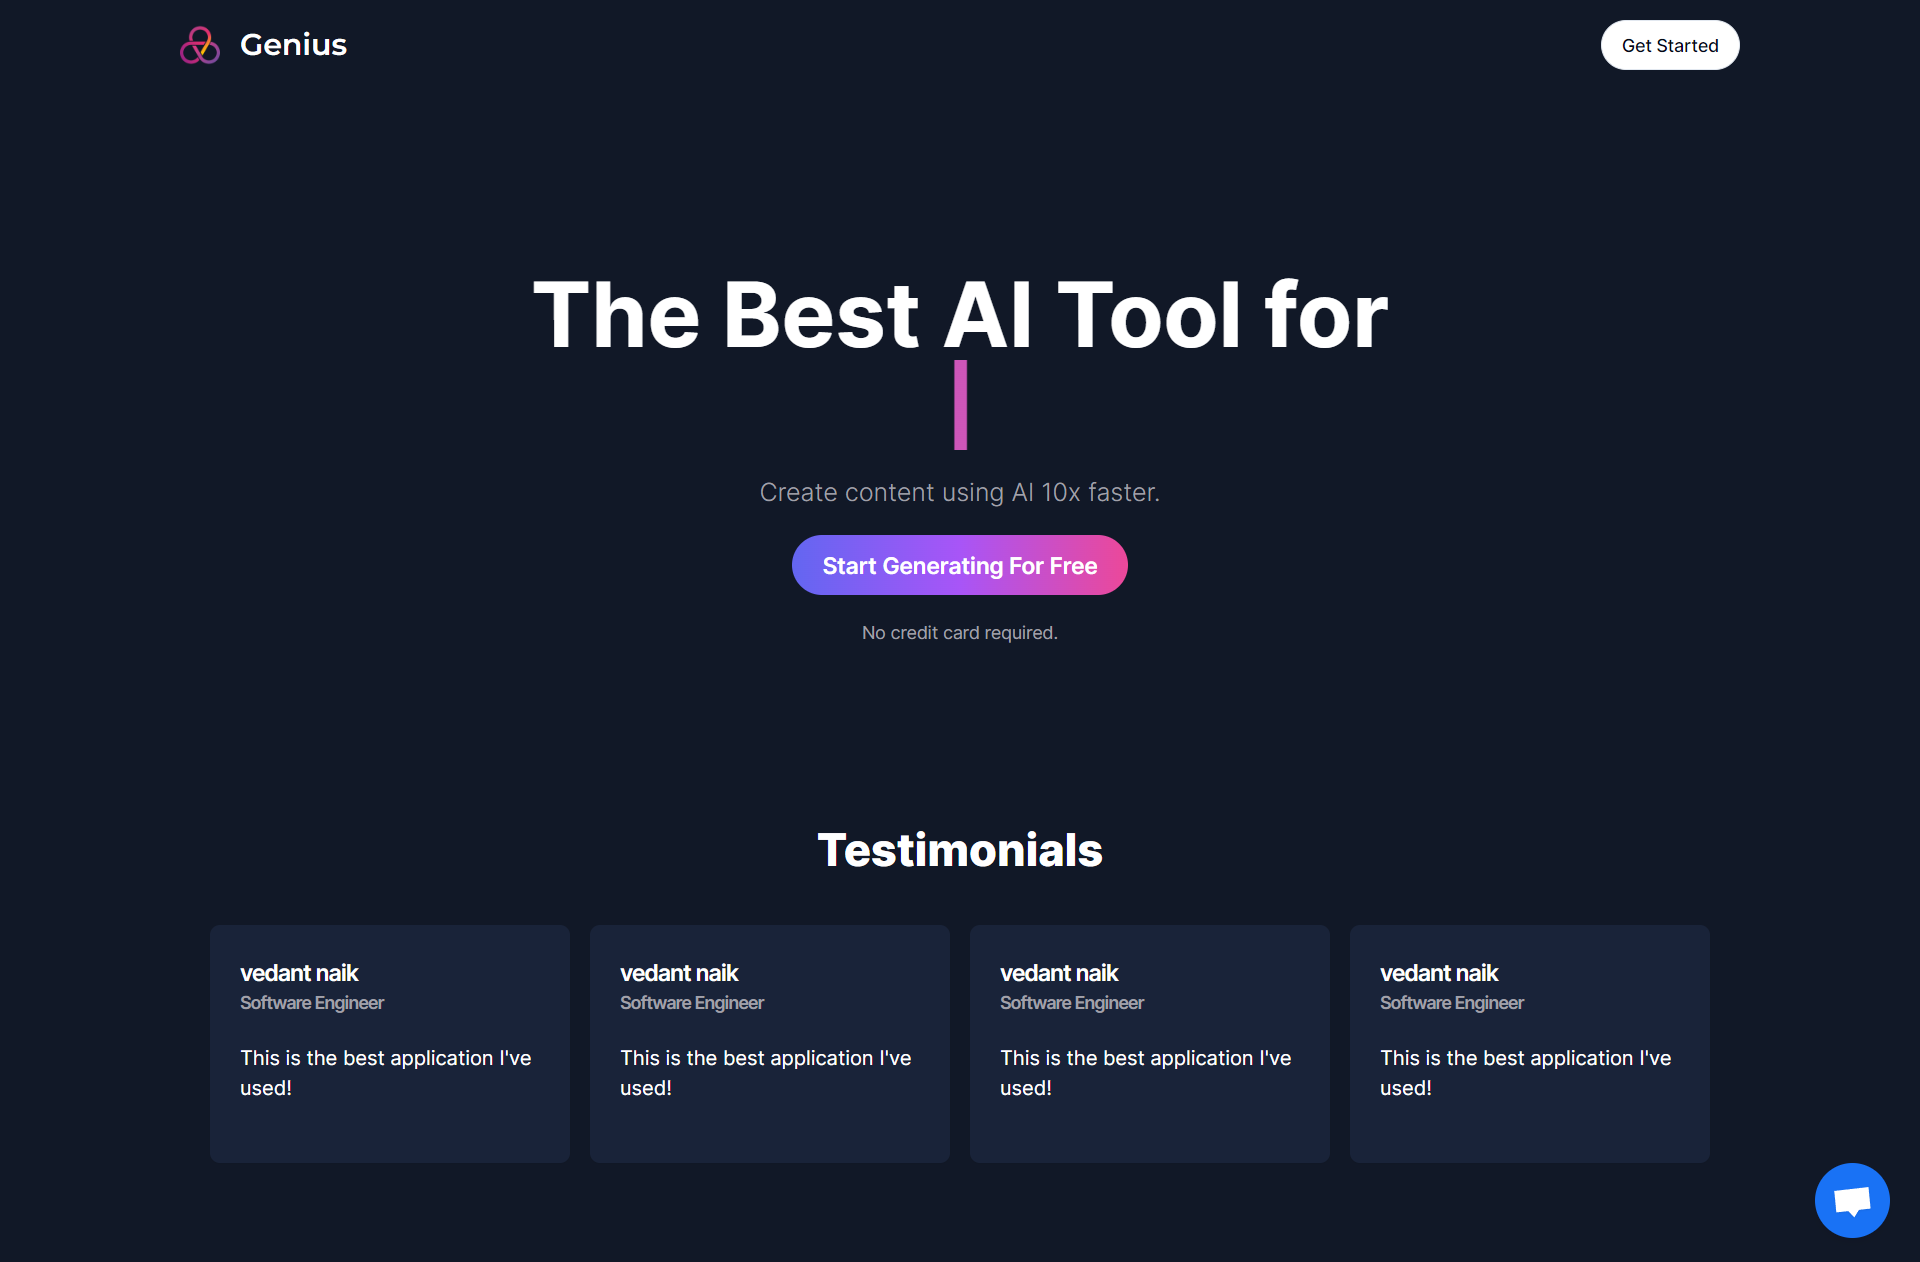 Genius
Get Started
The Best AI Tool for
Create content using AI 10x faster.
Start Generating For Free
No credit card required.
Testimonials
vedant naik
Software Engineer
This is the best application I've
used!
vedant naik
Software Engineer
This is the best application I've
used!
vedant naik
Software Engineer
This is the best application I've
used!
vedant naik
Software Engineer
This is the best application I've
used!